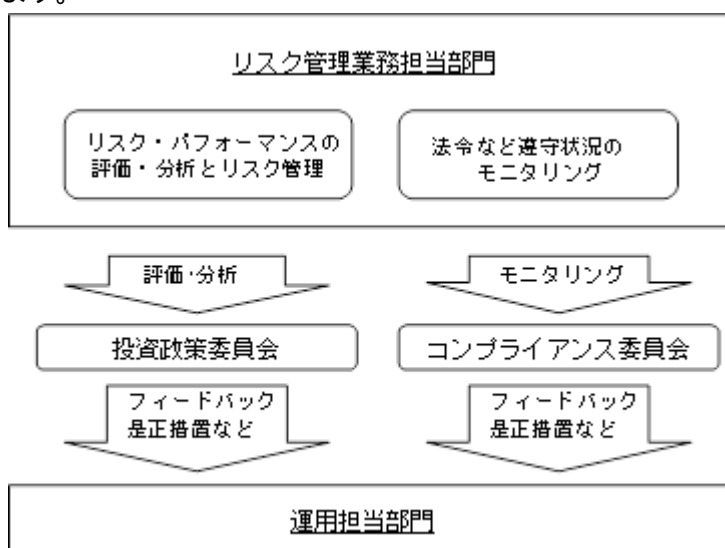 ます。
リスク管理業務担当部門
リスク・パフォーマンスの
評価・分析とリスク管理
法令など遵守状況の
モニタリング
評価・分析
モニタリング
投資政策委員会
コンプライアンス委員会
フィードバック
是正措置など
フィードバック
是正措置など
運用担当部門